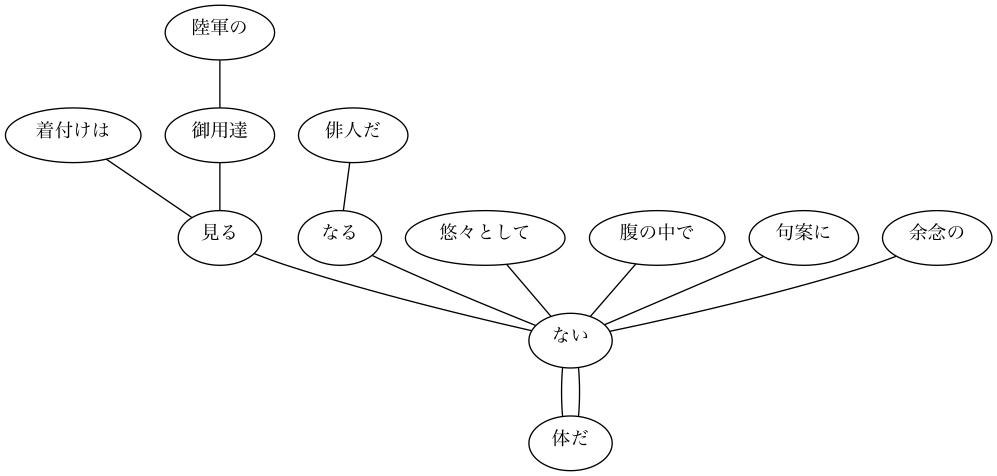 陸軍の
着付けは
御用達
俳人だ
見る
なる
悠々として
腹の中で
句案に
余念の
ない
体だ